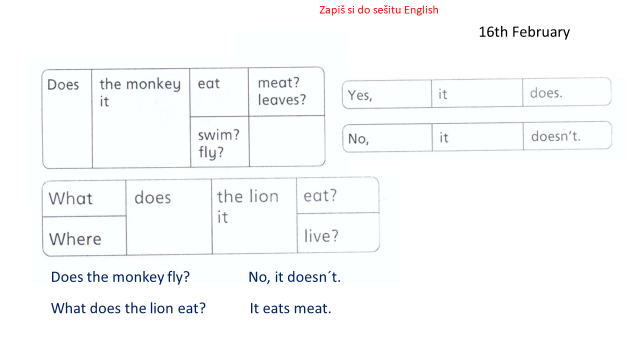 Zapiš si do sešitu English
16th February
Does the monkey eat meat?
it leaves?
swim?
fly?
Yes, it does.
No, it doesn't.
What does the lion eat?
it
Where live?
Does the monkey fly? No, it doesn´t.
What does the lion eat? It eats meat.